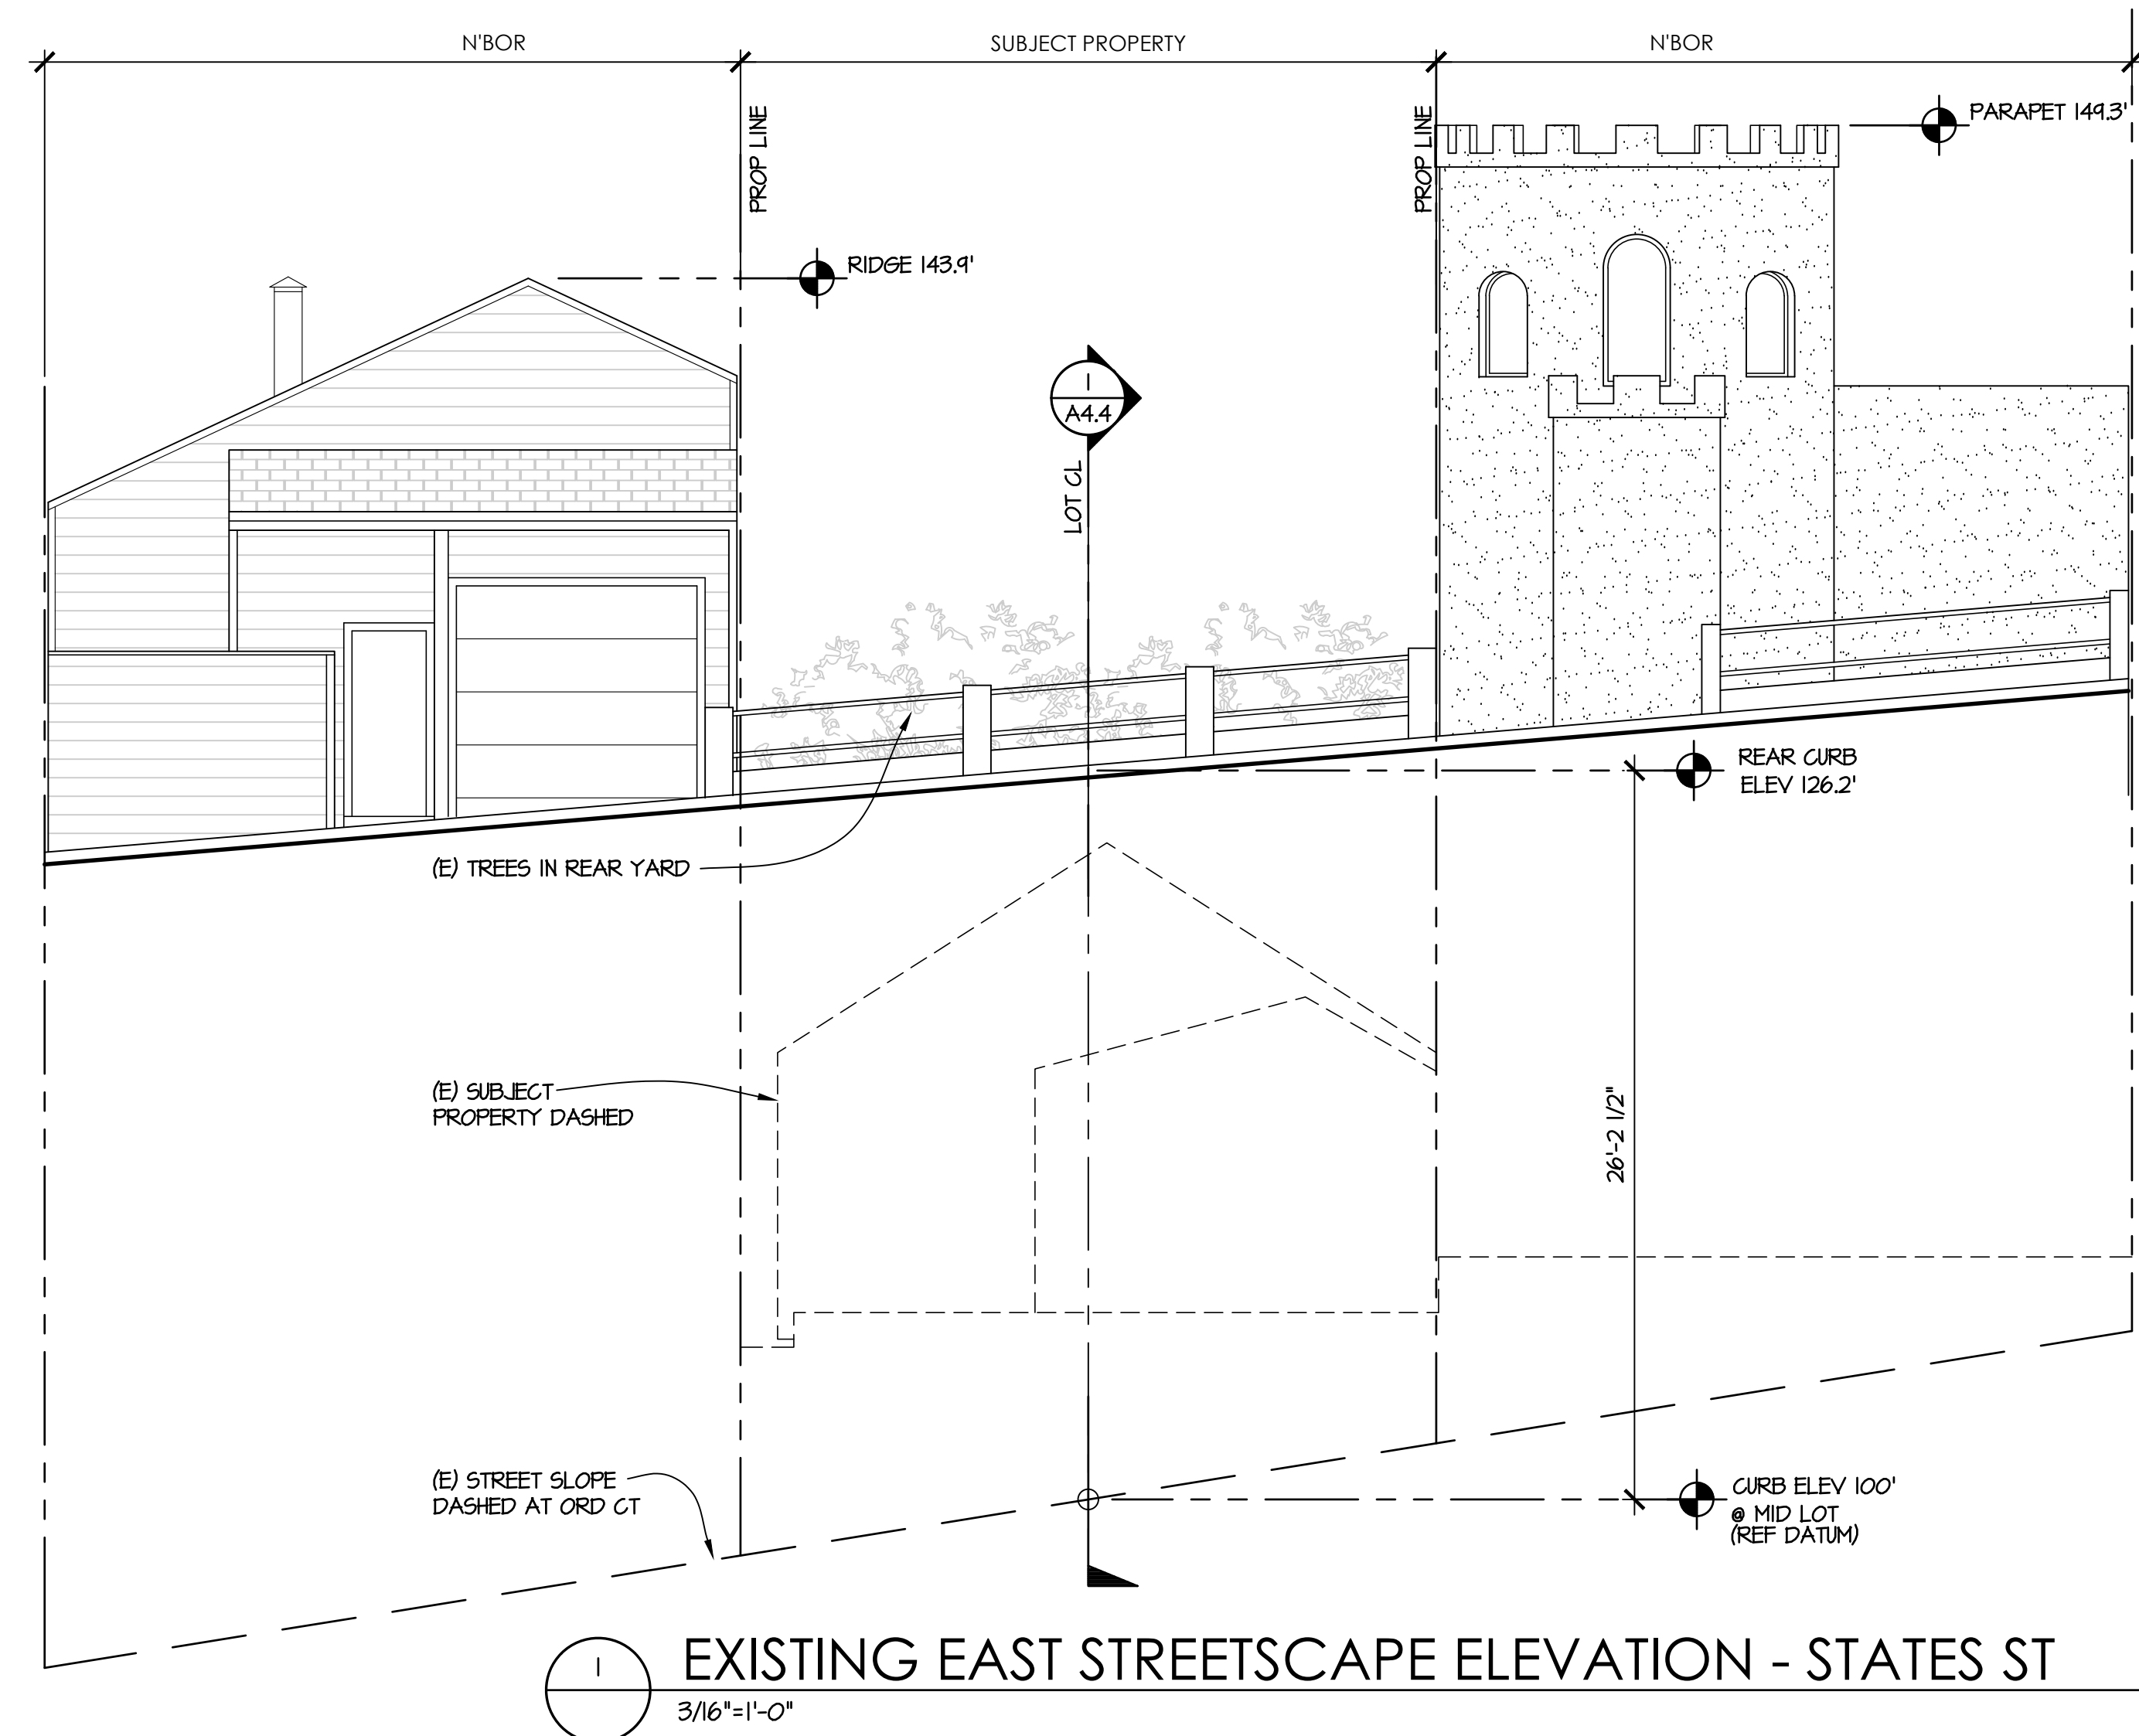 N'BOR
SUBJECT PROPERTY
N'BOR
PROP LINE
PROP LINE
PARAPET 149.3'
RIDGE 143.9'
1
A4.4
LOT CL
REAR CURB
ELEV 126.2'
(E) TREES IN REAR YARD
(E) SUBJECT
PROPERTY DASHED
26'-2 1/2"
(E) STREET SLOPE
DASHED AT ORD CT
CURB ELEV 100'
@ MID LOT
(REF DATUM)
1
EXISTING EAST STREETSCAPE ELEVATION - STATES ST
3/16"=1'-0"